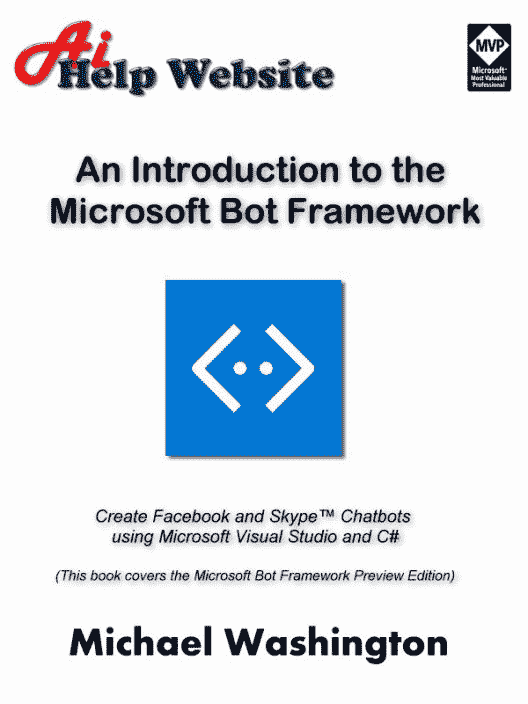 Ai
Help Website
MVP
Microsoft®
Most Valuable
Professional
An Introduction to the
Microsoft Bot Framework
Create Facebook and Skype™ Chatbots
using Microsoft Visual Studio and C#
(This book covers the Microsoft Bot Framework Preview Edition)
Michael Washington